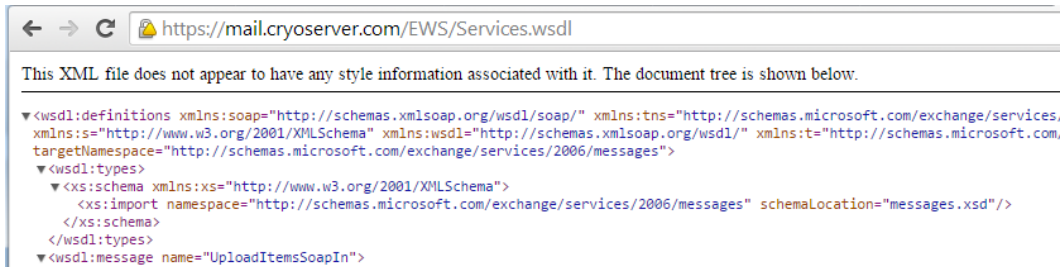 https://mail.cryoserver.com/EWS/Services.wsdl
This XML file does not appear to have any style information associated with it. The document tree is shown below.
▼<wsdl:definitions xmlns:soap="http://schemas.xmlsoap.org/wsdl/soap/" xmlns:tns="http://schemas.microsoft.com/exchange/services/
xmlns:s="http://www.w3.org/2001/XMLSchema" xmlns:wsdl="http://schemas.xmlsoap.org/wsdl/" xmlns:t="http://schemas.microsoft.com/
targetNamespace="http://schemas.microsoft.com/exchange/services/2006/messages">
▼<wsdl:types>
▼<xs:schema xmlns:xs="http://www.w3.org/2001/XMLSchema">
<xs:import namespace="http://schemas.microsoft.com/exchange/services/2006/messages" schemaLocation="messages.xsd"/>
</xs:schema>
</wsdl:types>
▼<wsdl:message name="UploadItemsSoapIn">